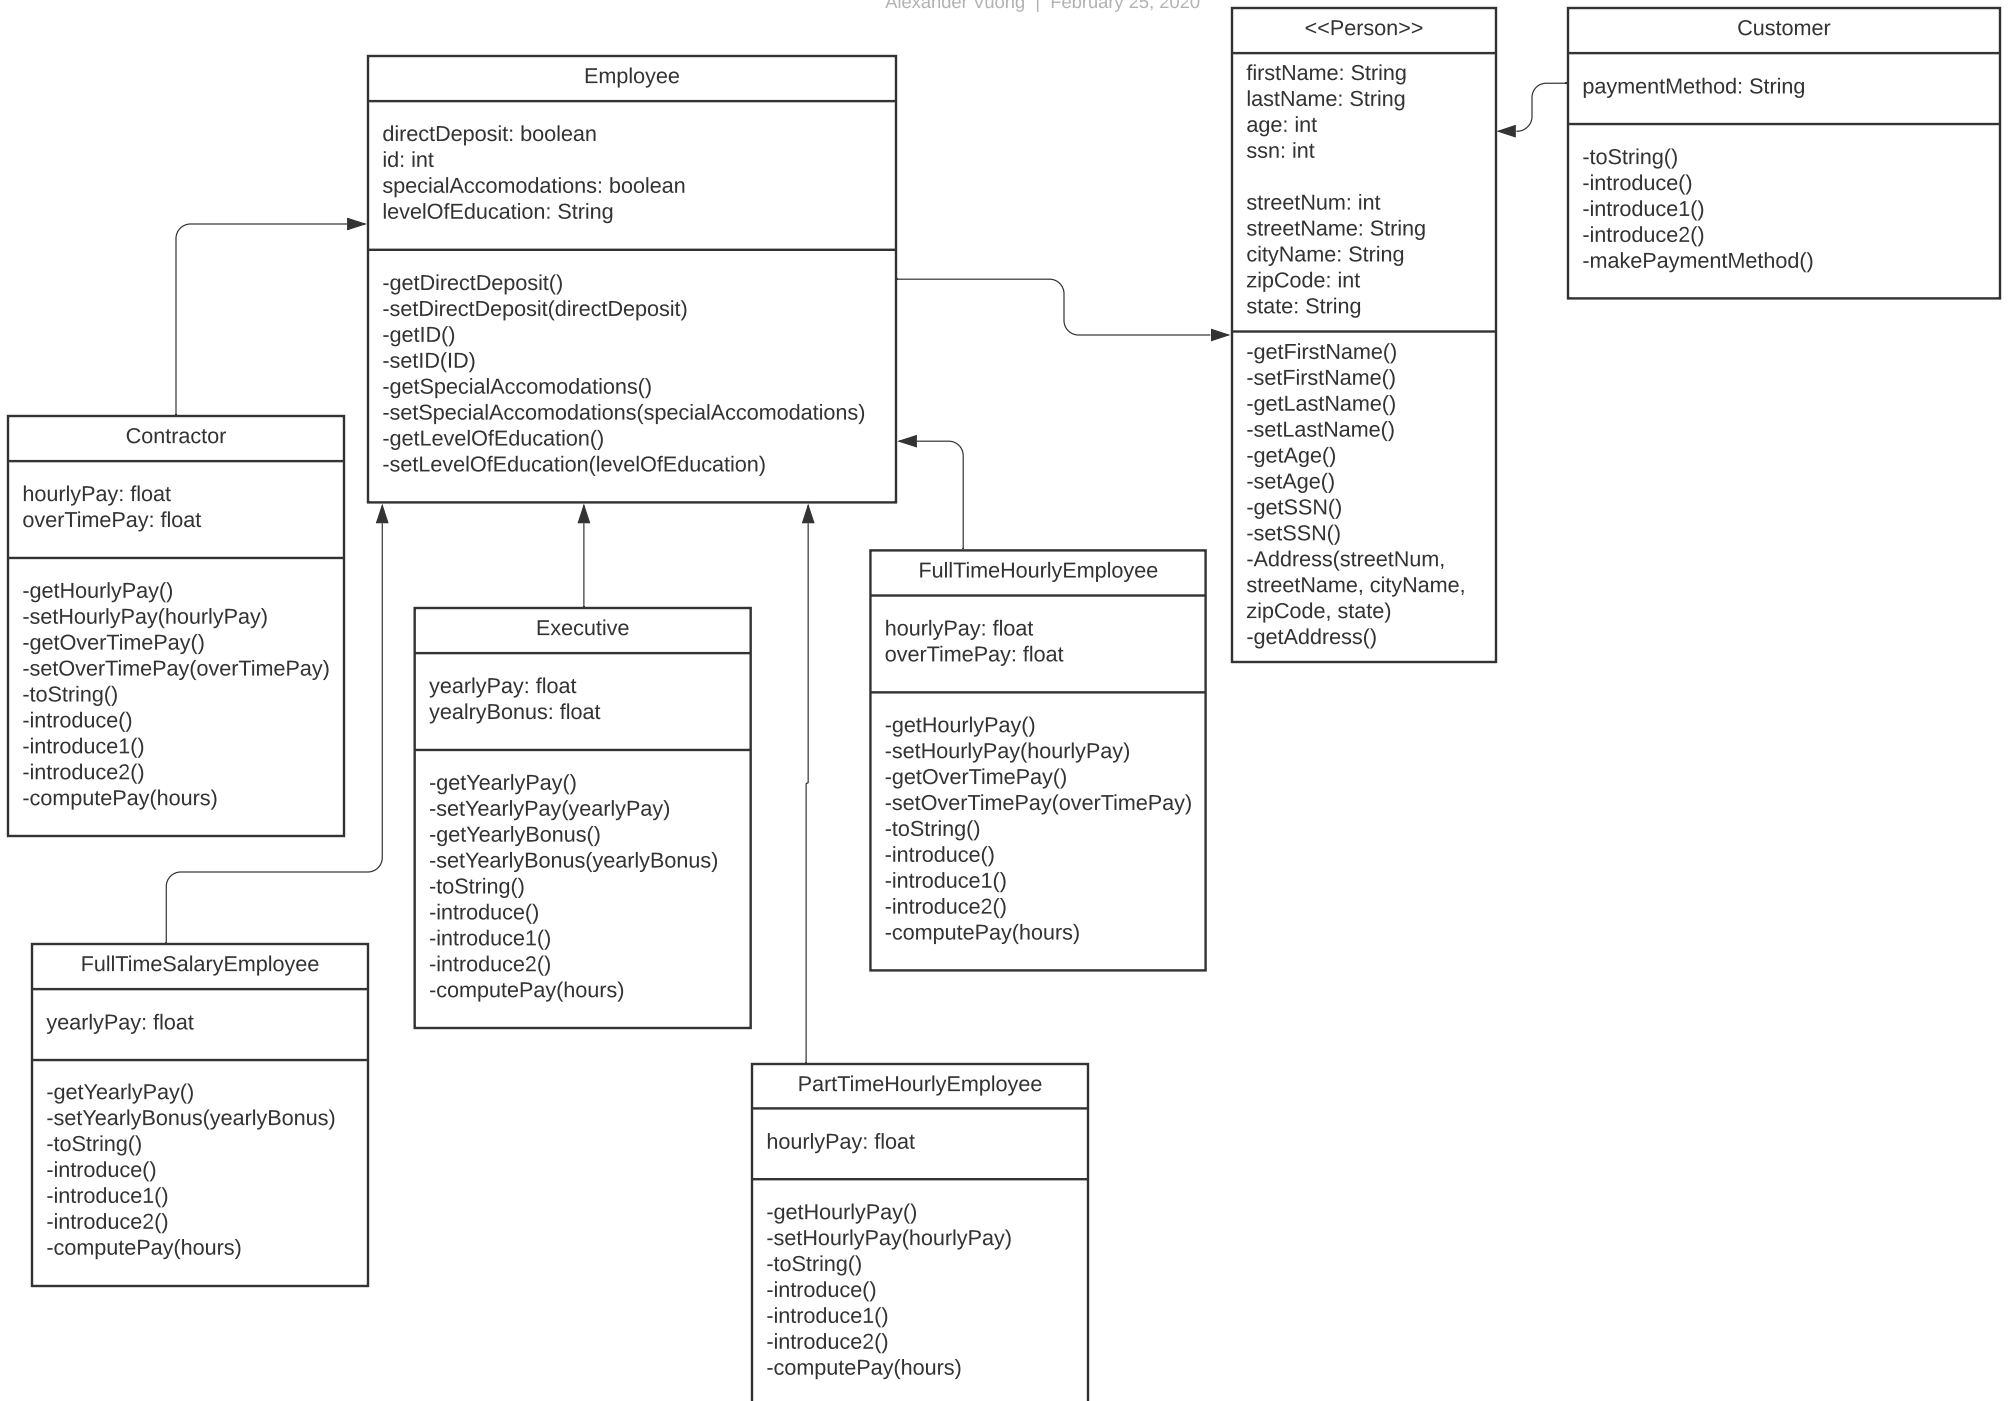 Alexander Vuong | February 25, 2020
<<Person>>
firstName: String
lastName: String
age: int
ssn: int
streetNum: int
streetName: String
cityName: String
zipCode: int
state: String
-getFirstName()
-setFirstName()
-getLastName()
-setLastName()
-getAge()
-setAge()
-getSSN()
-setSSN()
-Address(streetNum,
streetName, cityName,
zipCode, state)
-getAddress()
Customer
paymentMethod: String
-toString()
-introduce()
-introduce1()
-introduce2()
-makePaymentMethod()
Employee
directDeposit: boolean
id: int
specialAccomodations: boolean
levelOfEducation: String
-getDirectDeposit()
-setDirectDeposit(directDeposit)
-getID()
-setID(ID)
-getSpecialAccomodations()
-setSpecialAccomodations(specialAccomodations)
-getLevelOfEducation()
-setLevelOfEducation(levelOfEducation)
Contractor
hourlyPay: float
overTimePay: float
-getHourlyPay()
-setHourlyPay(hourlyPay)
-getOverTimePay()
-setOverTimePay(overTimePay)
-toString()
-introduce()
-introduce1()
-introduce2()
-computePay(hours)
Executive
yearlyPay: float
yealryBonus: float
-getYearlyPay()
-setYearlyPay(yearlyPay)
-getYearlyBonus()
-setYearlyBonus(yearlyBonus)
-toString()
-introduce()
-introduce1()
-introduce2()
-computePay(hours)
FullTimeHourlyEmployee
hourlyPay: float
overTimePay: float
-getHourlyPay()
-setHourlyPay(hourlyPay)
-getOverTimePay()
-setOverTimePay(overTimePay)
-toString()
-introduce()
-introduce1()
-introduce2()
-computePay(hours)
FullTimeSalaryEmployee
yearlyPay: float
-getYearlyPay()
-setYearlyBonus(yearlyBonus)
-toString()
-introduce()
-introduce1()
-introduce2()
-computePay(hours)
PartTimeHourlyEmployee
hourlyPay: float
-getHourlyPay()
-setHourlyPay(hourlyPay)
-toString()
-introduce()
-introduce1()
-introduce2()
-computePay(hours)